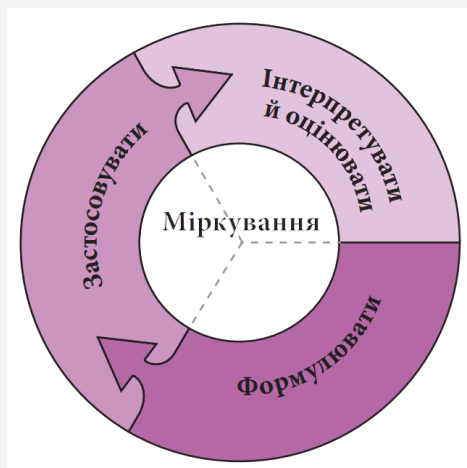 Інтерпретувати
й оцінювати
Застосовувати
Міркування
Формулювати